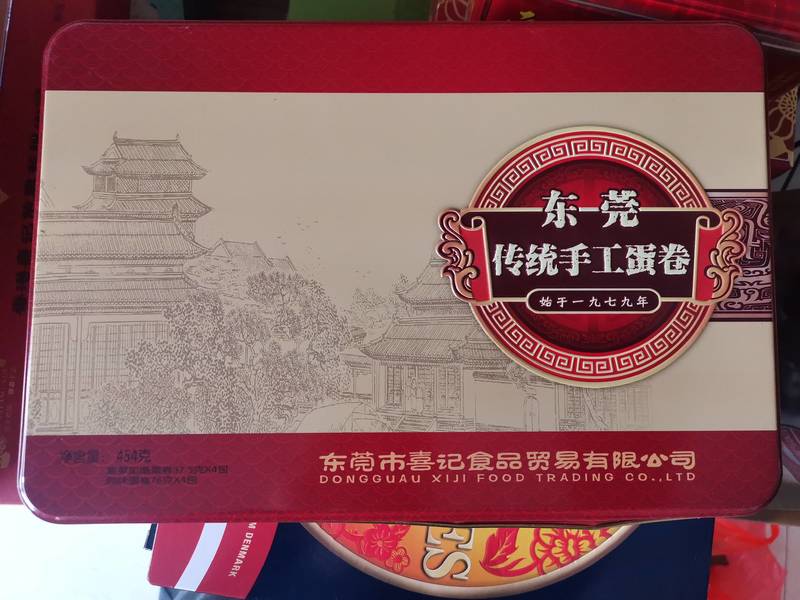 东莞
传统手工蛋卷
始于一九七九年
净含量: 454克
东莞市喜记食品贸易有限公司
DONGGUAU XIJI FOOD TRADING CO.,LTD
M DENMARK
ES